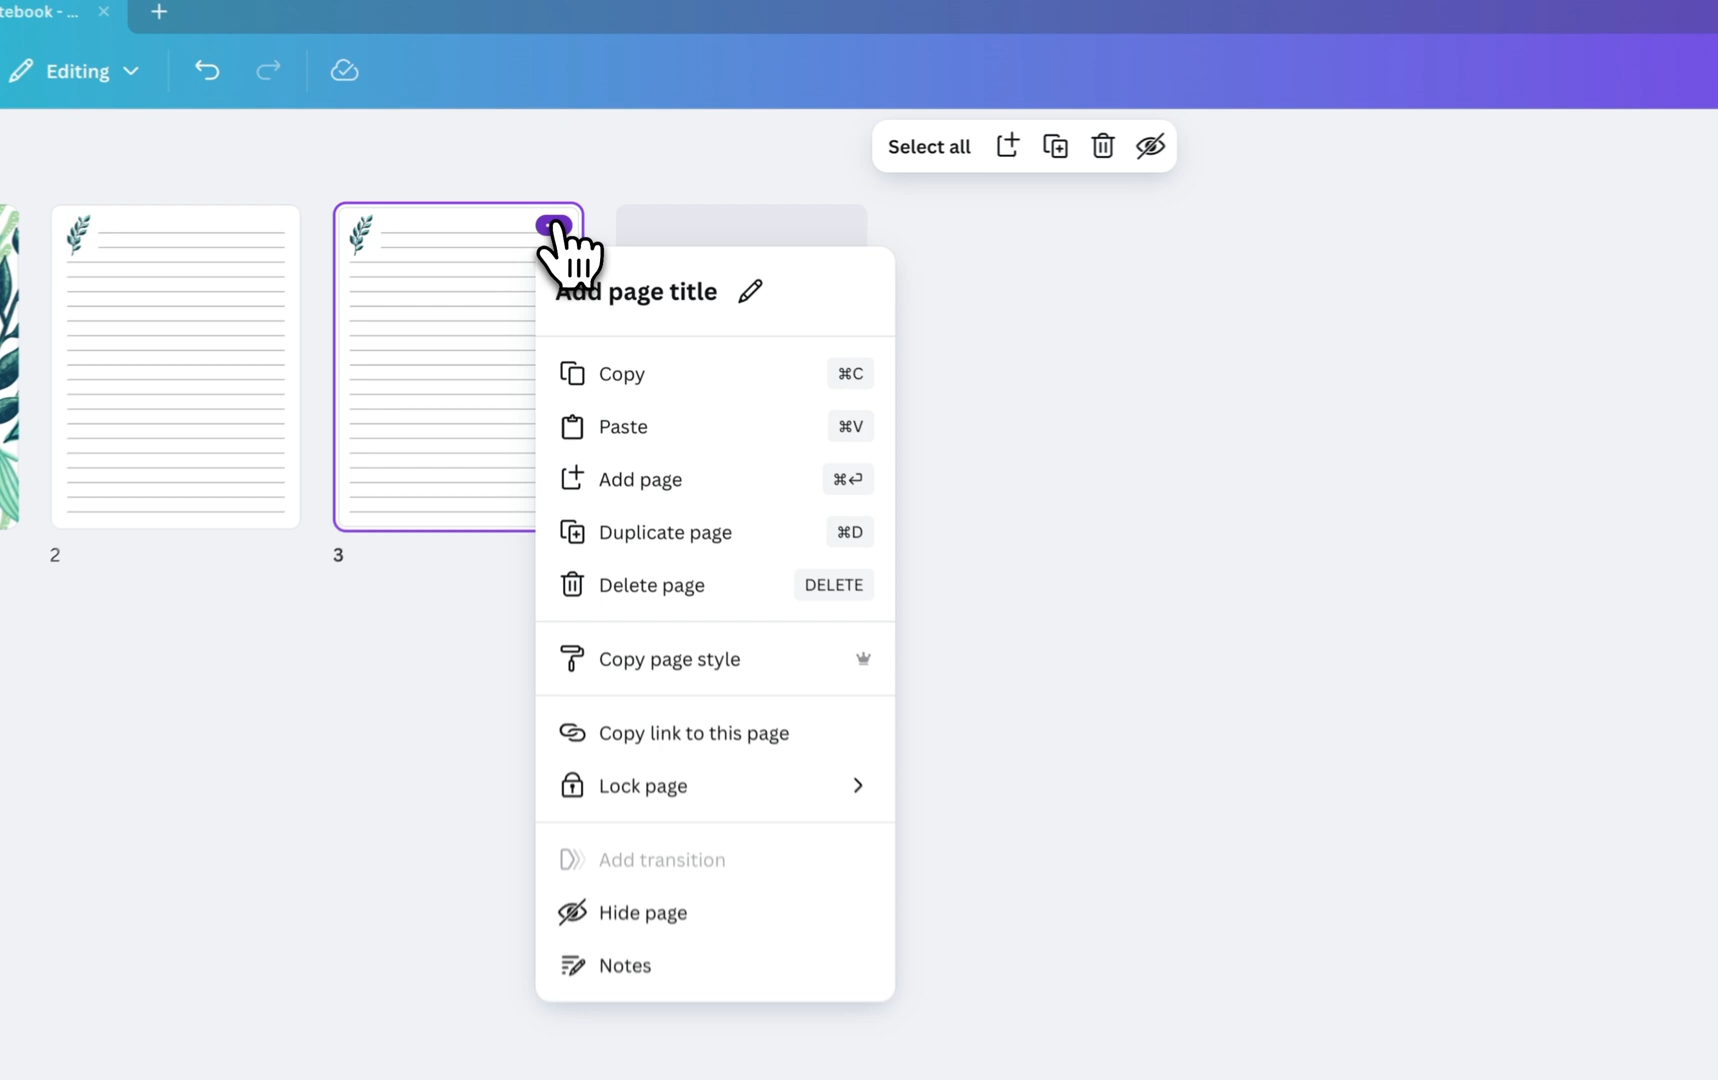 tebook - ...
Editing
Select all
Add page title
Copy ⌘C
Paste ⌘V
Add page ⌘↵
Duplicate page ⌘D
Delete page DELETE
Copy page style
Copy link to this page
Lock page
Add transition
Hide page
Notes
2
3